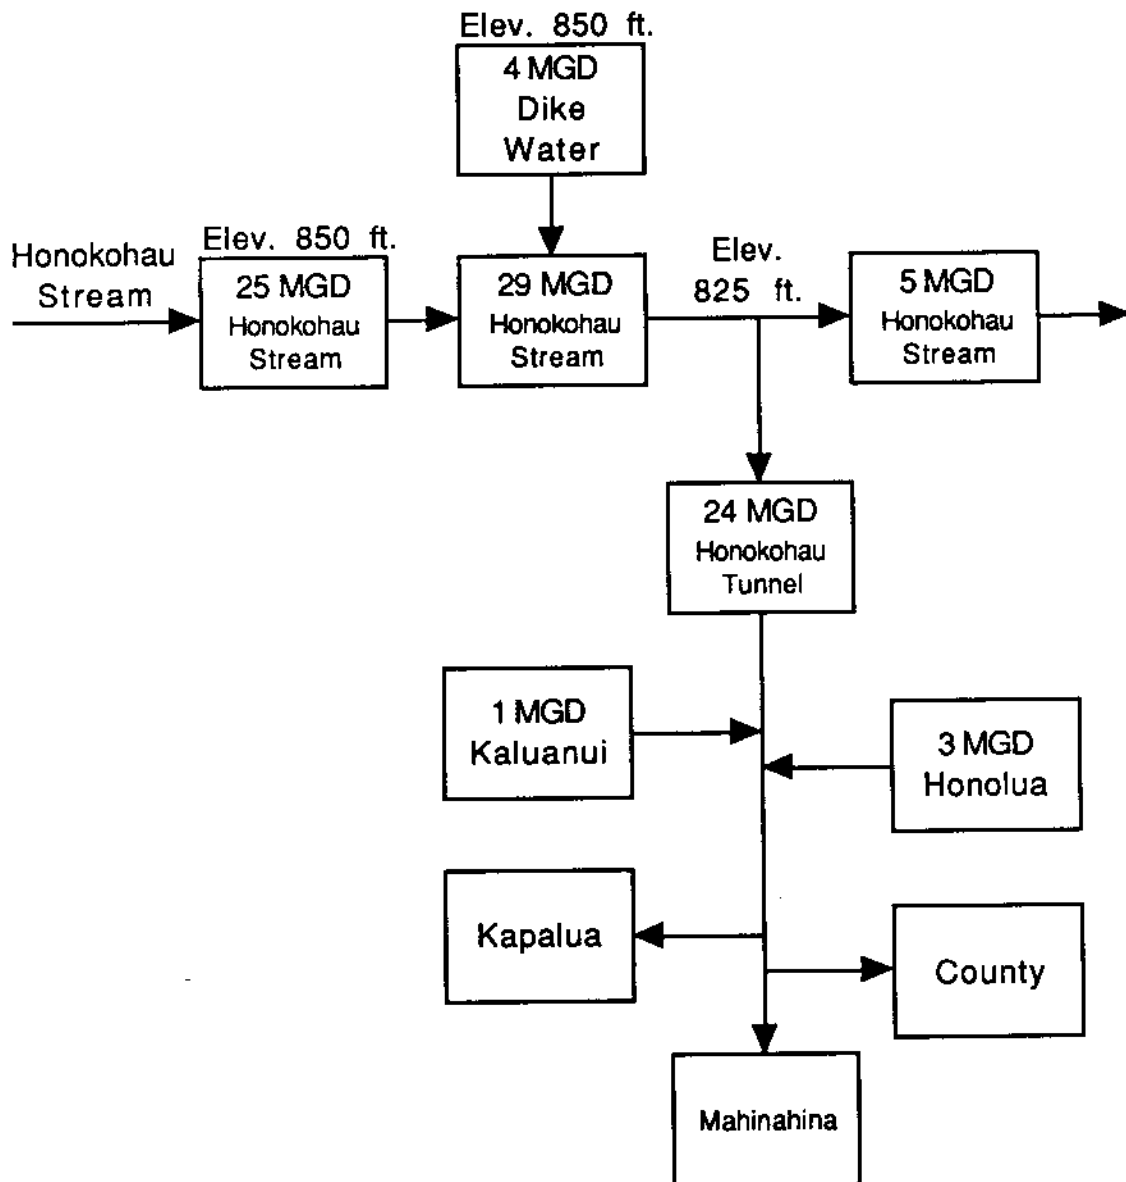 Elev. 850 ft.
4 MGD
Dike
Water
Honokohau
Stream
Elev. 850 ft.
25 MGD
Honokohau
Stream
29 MGD
Honokohau
Stream
Elev.
825 ft.
5 MGD
Honokohau
Stream
24 MGD
Honokohau
Tunnel
1 MGD
Kaluanui
3 MGD
Honolua
Kapalua
County
Mahinahina